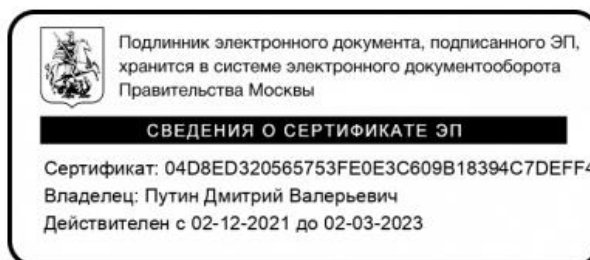 Подлинник электронного документа, подписанного ЭП,
хранится в системе электронного документооборота
Правительства Москвы
СВЕДЕНИЯ О СЕРТИФИКАТЕ ЭП
Сертификат: 04D8ED320565753FE0E3C609B18394C7DEFF4
Владелец: Путин Дмитрий Валерьевич
Действителен с 02-12-2021 до 02-03-2023